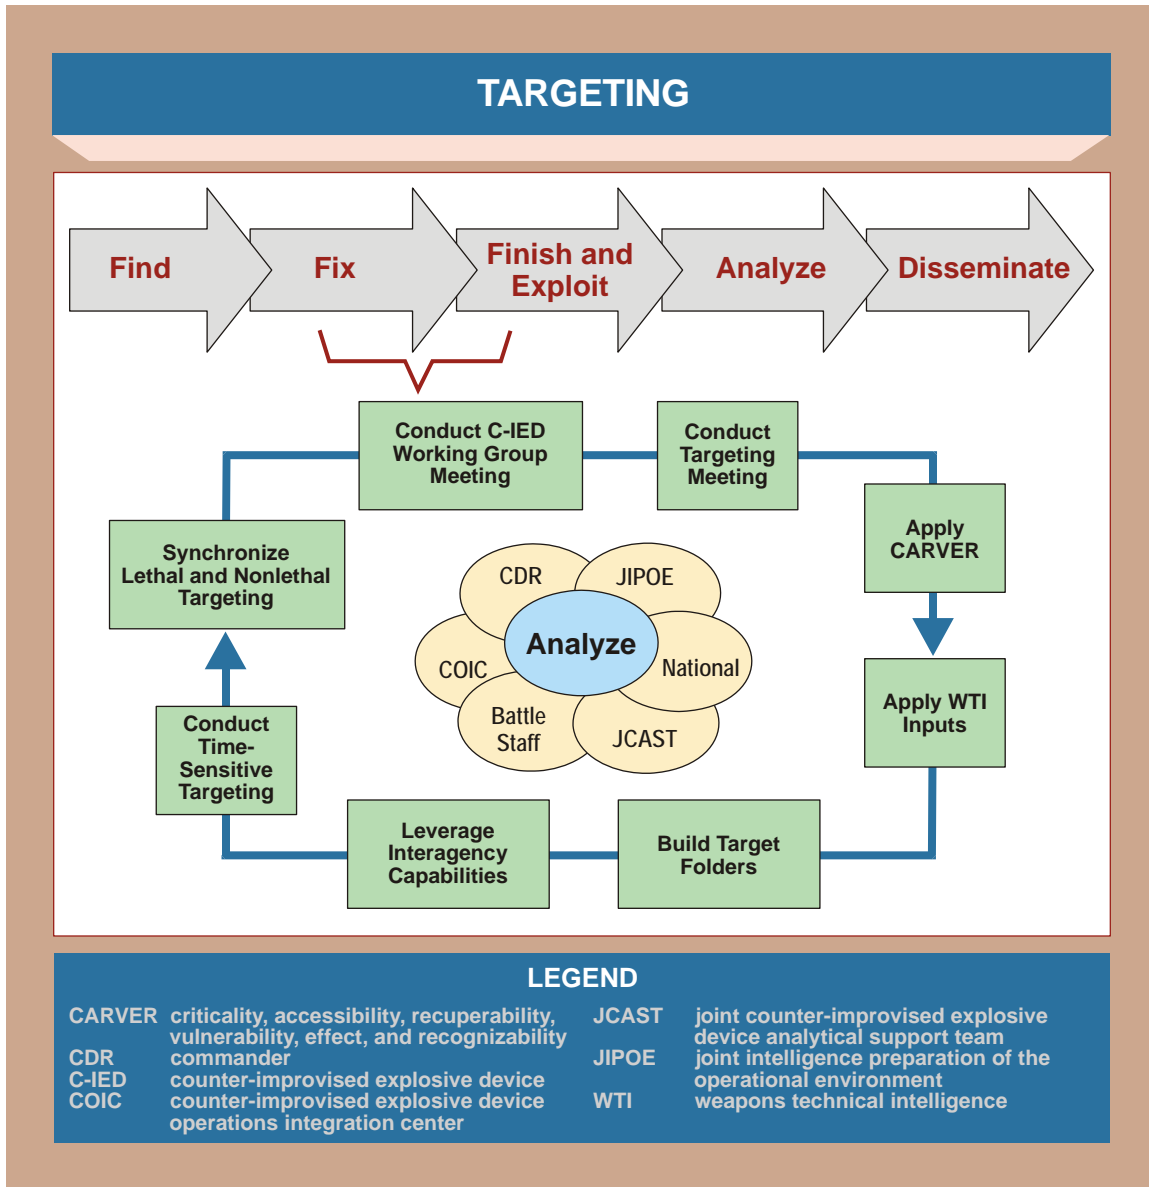 TARGETING
Find
Fix
Finish and
Exploit
Analyze
Disseminate
Conduct C-IED
Working Group
Meeting
Conduct
Targeting
Meeting
Apply
CARVER
Synchronize
Lethal and Nonlethal
Targeting
CDR
JIPOE
Analyze
COIC
National
Battle
Staff
JCAST
Apply WTI
Inputs
Conduct
Time-
Sensitive
Targeting
Leverage
Interagency
Capabilities
Build Target
Folders
LEGEND
CARVER criticality, accessibility, recuperability,
vulnerability, effect, and recognizability
CDR commander
C-IED counter-improvised explosive device
COIC counter-improvised explosive device
operations integration center
JCAST joint counter-improvised explosive
device analytical support team
JIPOE joint intelligence preparation of the
operational environment
WTI weapons technical intelligence